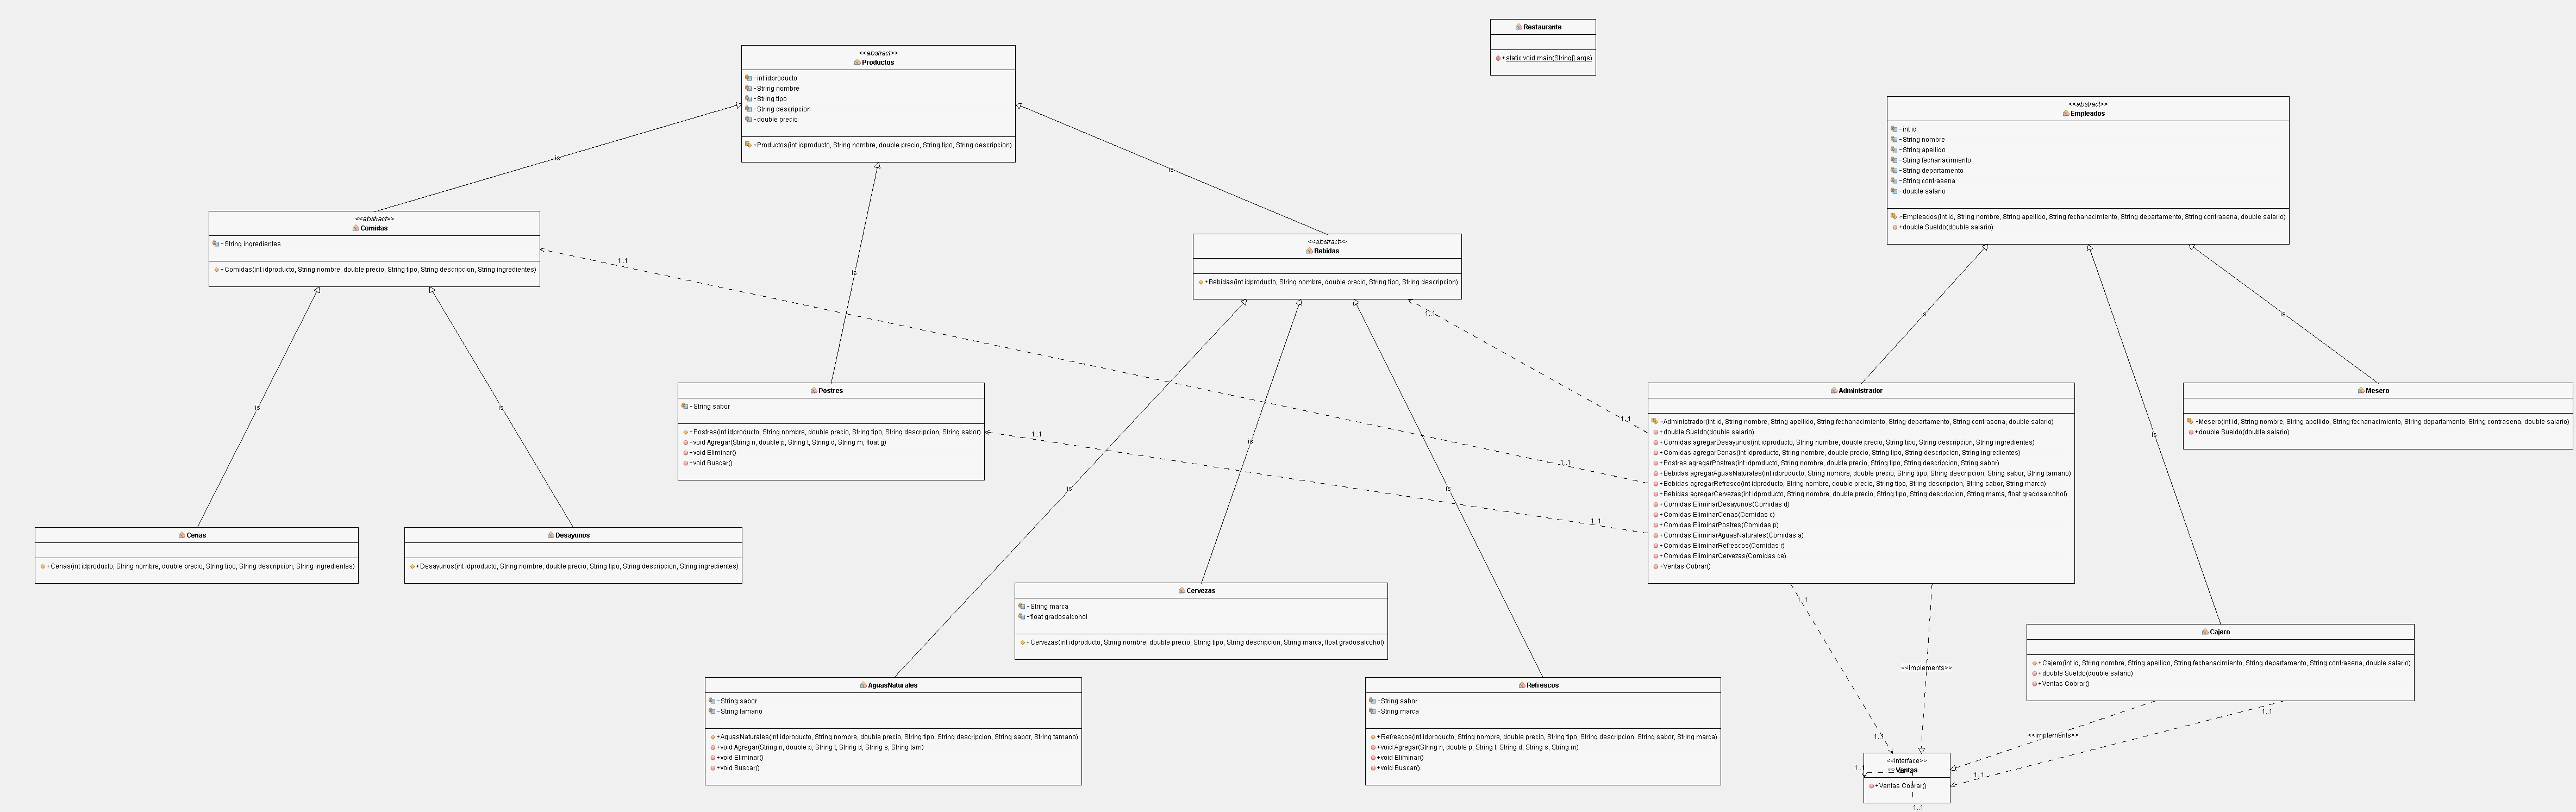 Restaurante
+static void main(String[] args)
<<abstract>>
Productos
-int idproducto
-String nombre
-String tipo
-String descripcion
-double precio
-Productos(int idproducto, String nombre, double precio, String tipo, String descripcion)
<<abstract>>
Empleados
-int id
-String nombre
-String apellido
-String fechanacimiento
-String departamento
-String contrasena
-double salario
-Empleados(int id, String nombre, String apellido, String fechanacimiento, String departamento, String contrasena, double salario)
+double Sueldo(double salario)
is
is
<<abstract>>
Comidas
-String ingredientes
+Comidas(int idproducto, String nombre, double precio, String tipo, String descripcion, String ingredientes)
<<abstract>>
Bebidas
+Bebidas(int idproducto, String nombre, double precio, String tipo, String descripcion)
1..1
is
1..1
is
is
Postres
-String sabor
+Postres(int idproducto, String nombre, double precio, String tipo, String descripcion, String sabor)
+void Agregar(String n, double p, String t, String d, String m, float g)
+void Eliminar()
+void Buscar()
Administrador
-Administrador(int id, String nombre, String apellido, String fechanacimiento, String departamento, String contrasena, double salario)
+double Sueldo(double salario)
+Comidas agregarDesayunos(int idproducto, String nombre, double precio, String tipo, String descripcion, String ingredientes)
+Comidas agregarCenas(int idproducto, String nombre, double precio, String tipo, String descripcion, String ingredientes)
+Postres agregarPostres(int idproducto, String nombre, double precio, String tipo, String descripcion, String sabor)
+Bebidas agregarAguasNaturales(int idproducto, String nombre, double precio, String tipo, String descripcion, String sabor, String tamano)
+Bebidas agregarRefresco(int idproducto, String nombre, double precio, String tipo, String descripcion, String sabor, String marca)
+Bebidas agregarCervezas(int idproducto, String nombre, double precio, String tipo, String descripcion, String marca, float gradosalcohol)
+Comidas EliminarDesayunos(Comidas d)
+Comidas EliminarCenas(Comidas c)
+Comidas EliminarPostres(Comidas p)
+Comidas EliminarAguasNaturales(Comidas a)
+Comidas EliminarRefrescos(Comidas r)
+Comidas EliminarCervezas(Comidas ce)
+Ventas Cobrar()
Mesero
-Mesero(int id, String nombre, String apellido, String fechanacimiento, String departamento, String contrasena, double salario)
+double Sueldo(double salario)
is
is
1..1
1..1
is
is
1..1
is
is
1..1
Cenas
+Cenas(int idproducto, String nombre, double precio, String tipo, String descripcion, String ingredientes)
Desayunos
+Desayunos(int idproducto, String nombre, double precio, String tipo, String descripcion, String ingredientes)
Cervezas
-String marca
-float gradosalcohol
+Cervezas(int idproducto, String nombre, double precio, String tipo, String descripcion, String marca, float gradosalcohol)
1..1
<<implements>>
Cajero
+Cajero(int id, String nombre, String apellido, String fechanacimiento, String departamento, String contrasena, double salario)
+double Sueldo(double salario)
+Ventas Cobrar()
AguasNaturales
-String sabor
-String tamano
+AguasNaturales(int idproducto, String nombre, double precio, String tipo, String descripcion, String sabor, String tamano)
+void Agregar(String n, double p, String t, String d, String s, String tam)
+void Eliminar()
+void Buscar()
Refrescos
-String sabor
-String marca
+Refrescos(int idproducto, String nombre, double precio, String tipo, String descripcion, String sabor, String marca)
+void Agregar(String n, double p, String t, String d, String s, String m)
+void Eliminar()
+void Buscar()
1..1
1..1
<<implements>>
<<interface>>
Ventas
+Ventas Cobrar()
1..1
1..1
1..1